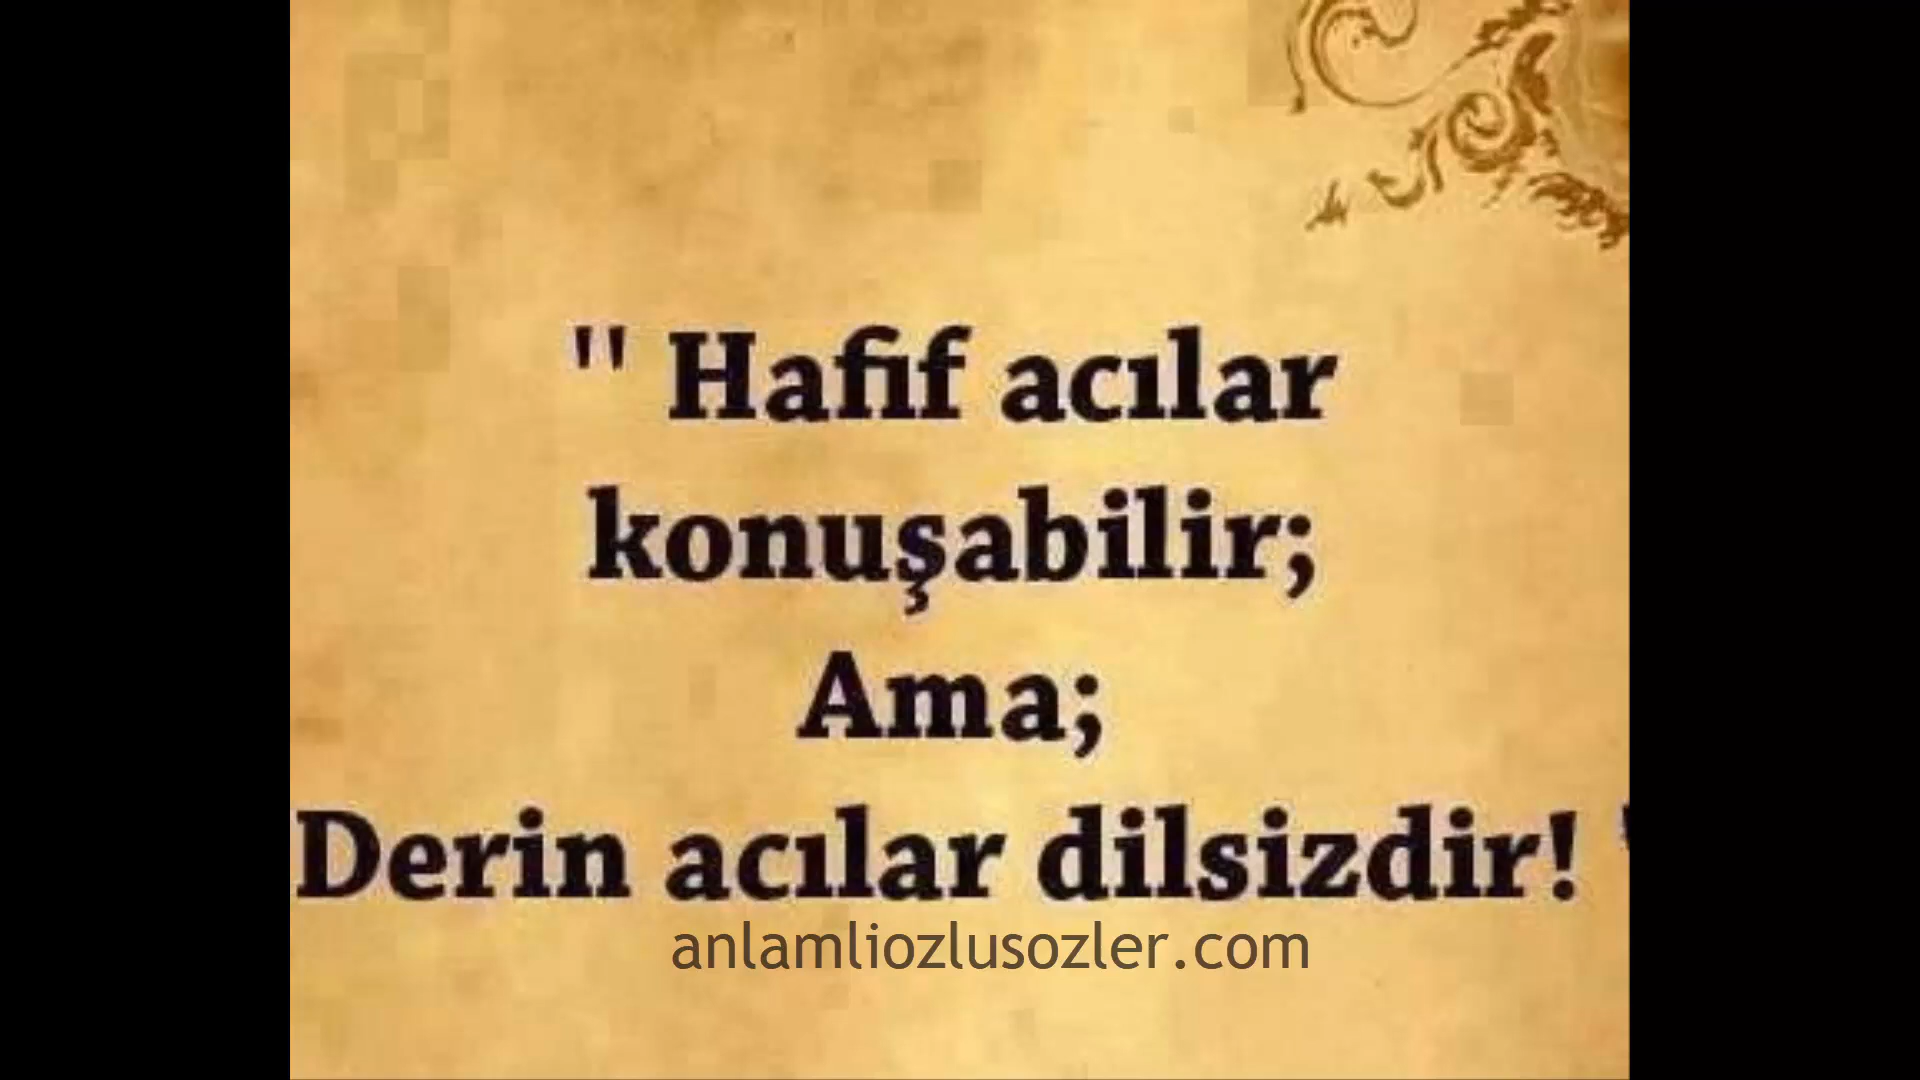 " Hafif acılar
konuşabilir;
Ama;
Derin acılar dilsizdir! "
anlamliozlusozler.com